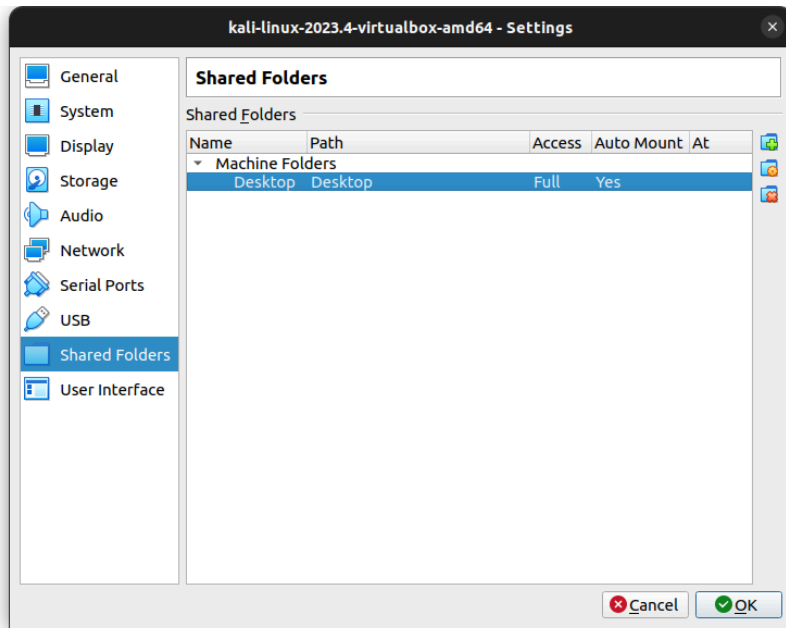 kali-linux-2023.4-virtualbox-amd64 - Settings
General
System
Display
Storage
Audio
Network
Serial Ports
USB
Shared Folders
User Interface
Shared Folders
Shared Folders
Name Path Access Auto Mount At
Machine Folders
Desktop Desktop Full Yes
Cancel OK